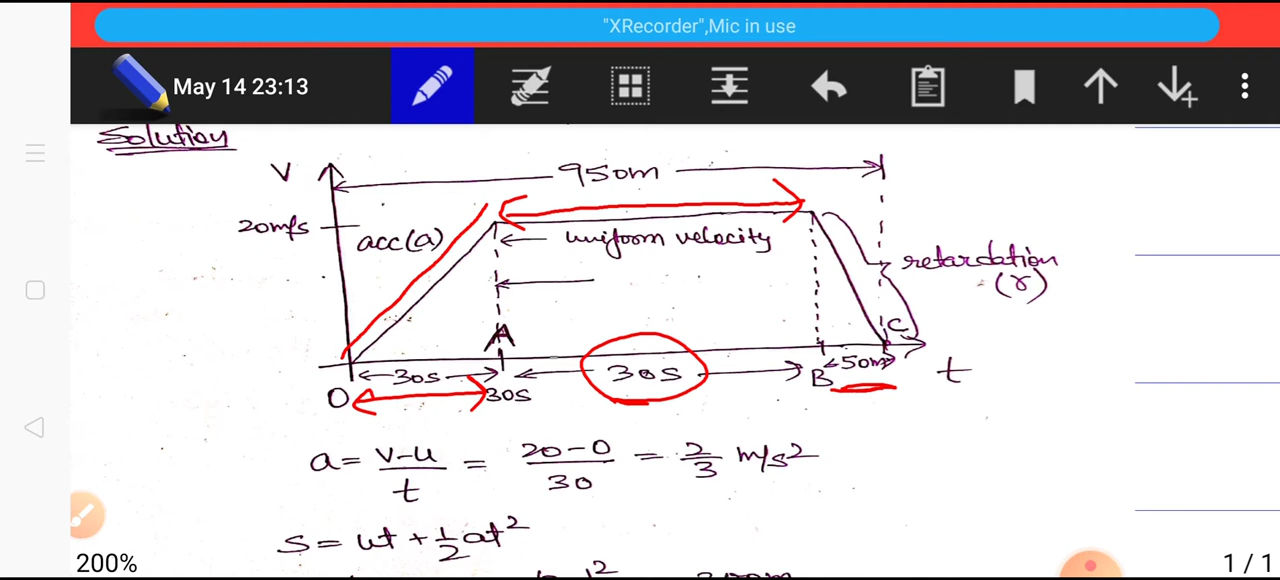 "XRecorder",Mic in use
May 14 23:13
Solution
V
950m
20m/s
acc(a)
uniform velocity
retardation
(r)
A
C
30s
30s
B
50m
t
O
30s
a = v-u/t = 20-0/30 = 2/3 m/s2
S = ut + 1/2at2
200%
1 / 1